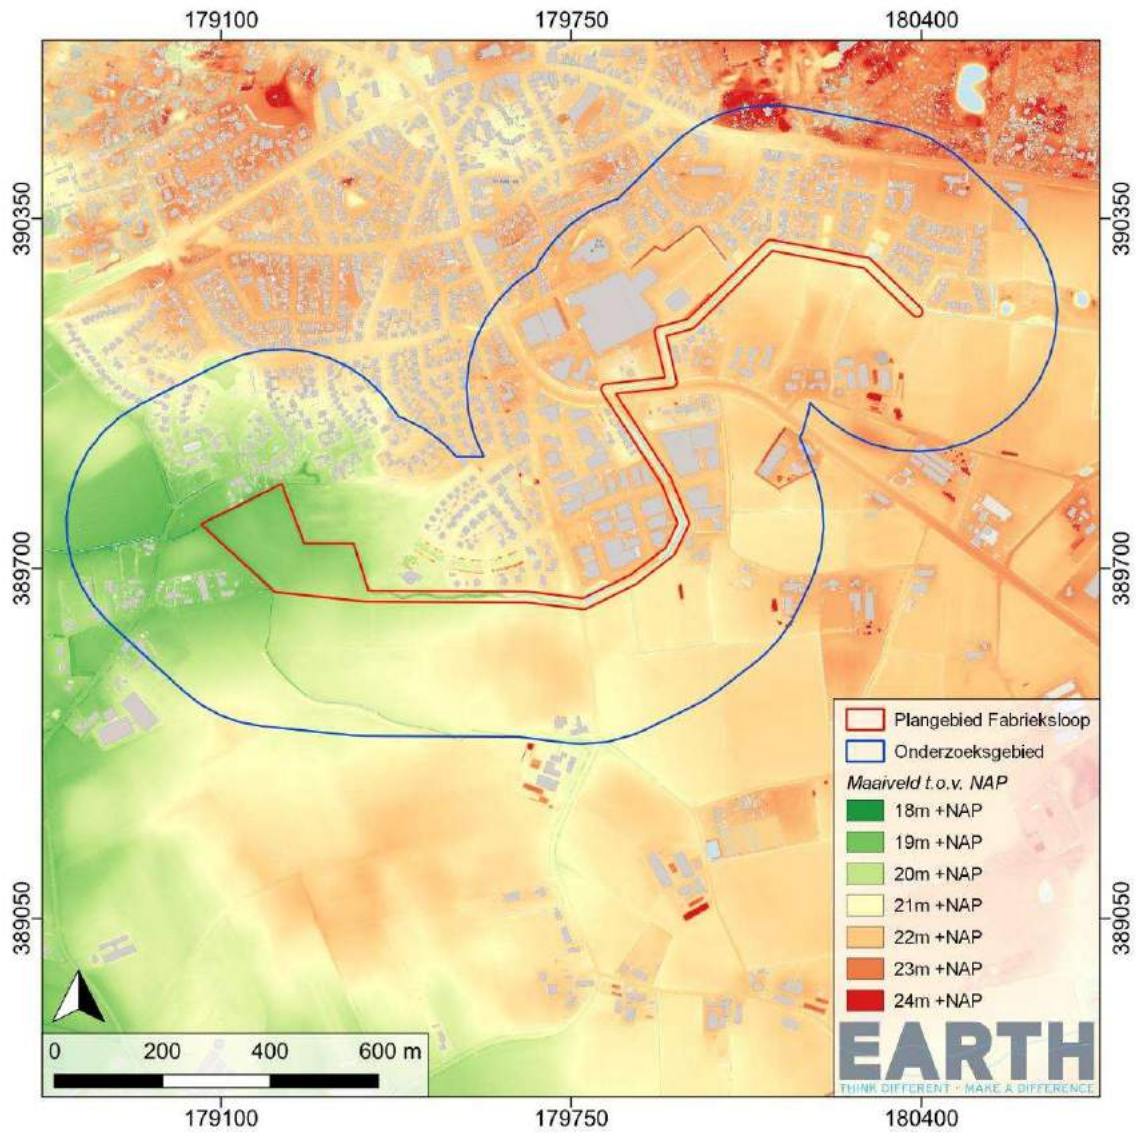 179100
179750
180400
390350
390350
389700
389700
389050
389050
Plangebied Fabrieksloop
Onderzoeksgebied
Maaiveld t.o.v. NAP
18m +NAP
19m +NAP
20m +NAP
21m +NAP
22m +NAP
23m +NAP
24m +NAP
0 200 400 600 m
EARTH
THINK DIFFERENT - MAKE A DIFFERENCE
179100
179750
180400